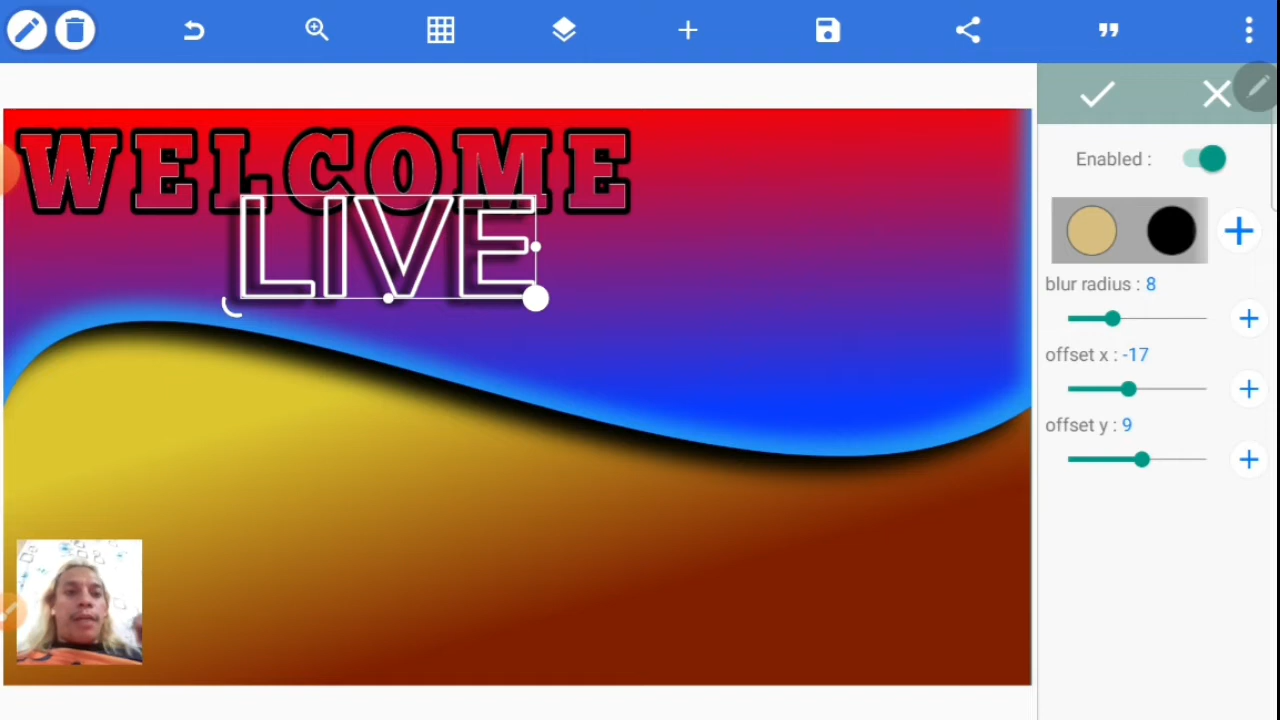 WELCOME
LIVE
Enabled :
blur radius : 8
offset x : -17
offset y : 9